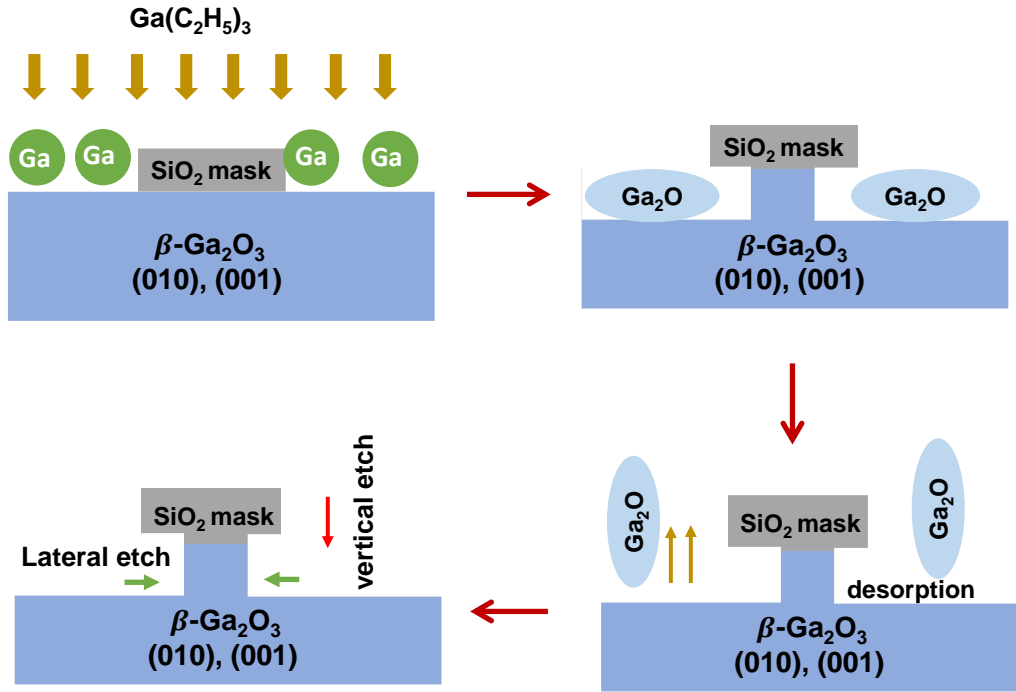 Ga(C₂H₅)₃
Ga
Ga
SiO₂ mask
Ga
Ga
β-Ga₂O₃
(010), (001)
SiO₂ mask
Ga₂O
Ga₂O
β-Ga₂O₃
(010), (001)
Ga₂O
SiO₂ mask
Ga₂O
desorption
β-Ga₂O₃
(010), (001)
SiO₂ mask
vertical etch
Lateral etch
β-Ga₂O₃
(010), (001)